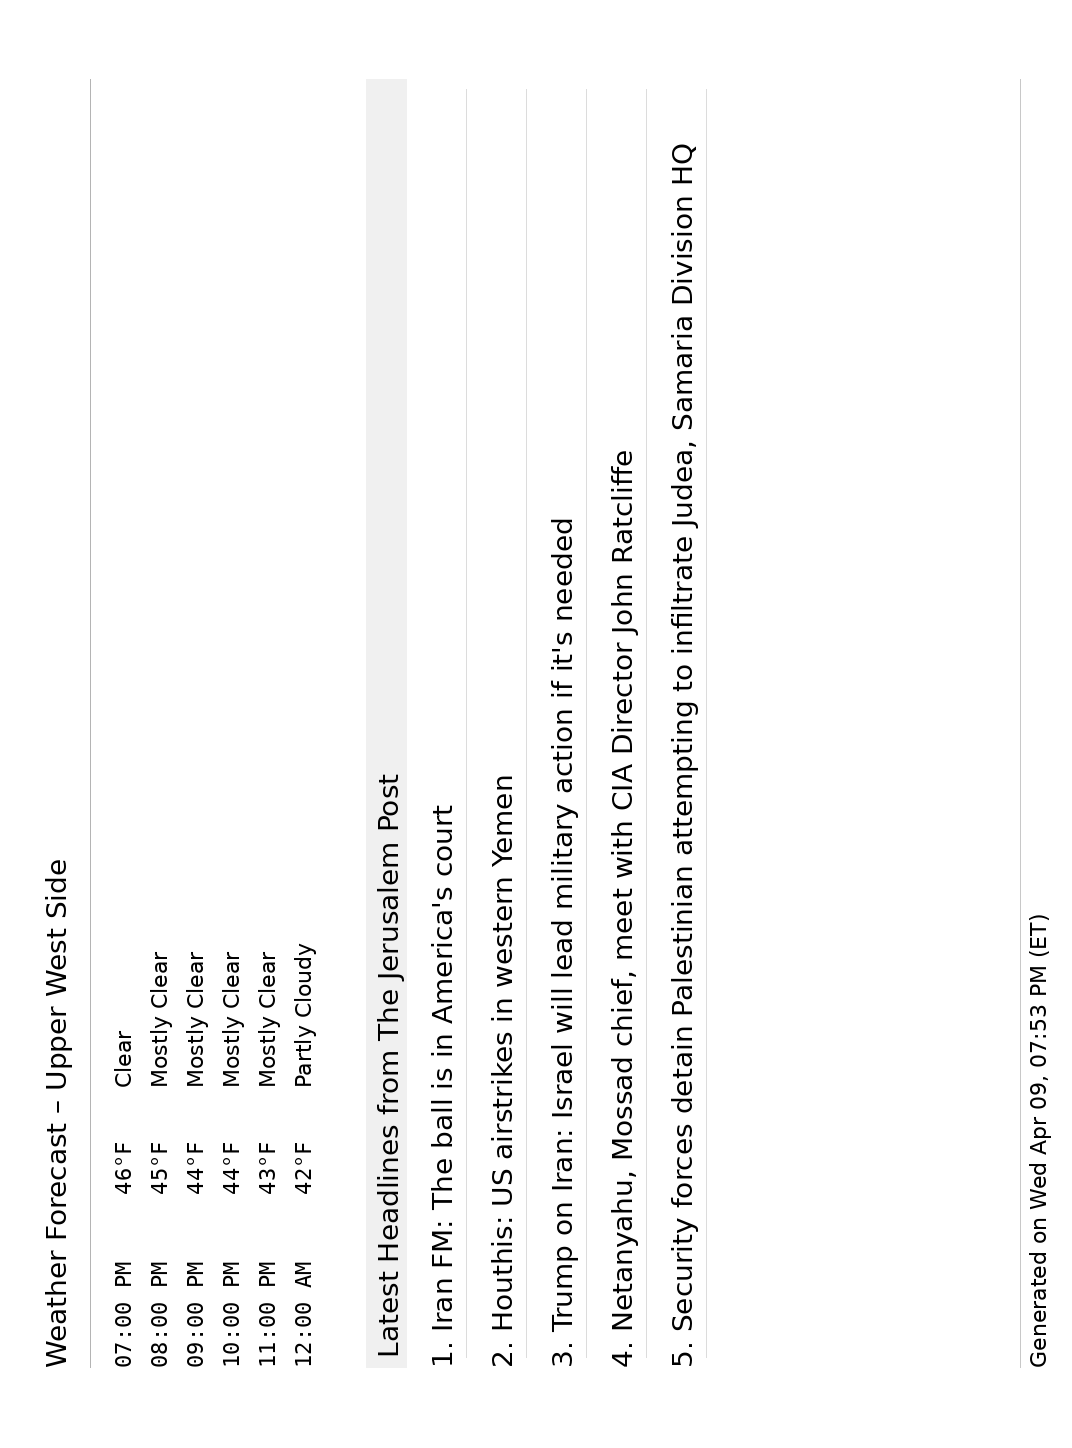 Weather Forecast – Upper West Side
07:00 PM 46°F Clear
08:00 PM 45°F Mostly Clear
09:00 PM 44°F Mostly Clear
10:00 PM 44°F Mostly Clear
11:00 PM 43°F Mostly Clear
12:00 AM 42°F Partly Cloudy
Latest Headlines from The Jerusalem Post
1. Iran FM: The ball is in America's court
2. Houthis: US airstrikes in western Yemen
3. Trump on Iran: Israel will lead military action if it's needed
4. Netanyahu, Mossad chief, meet with CIA Director John Ratcliffe
5. Security forces detain Palestinian attempting to infiltrate Judea, Samaria Division HQ
Generated on Wed Apr 09, 07:53 PM (ET)